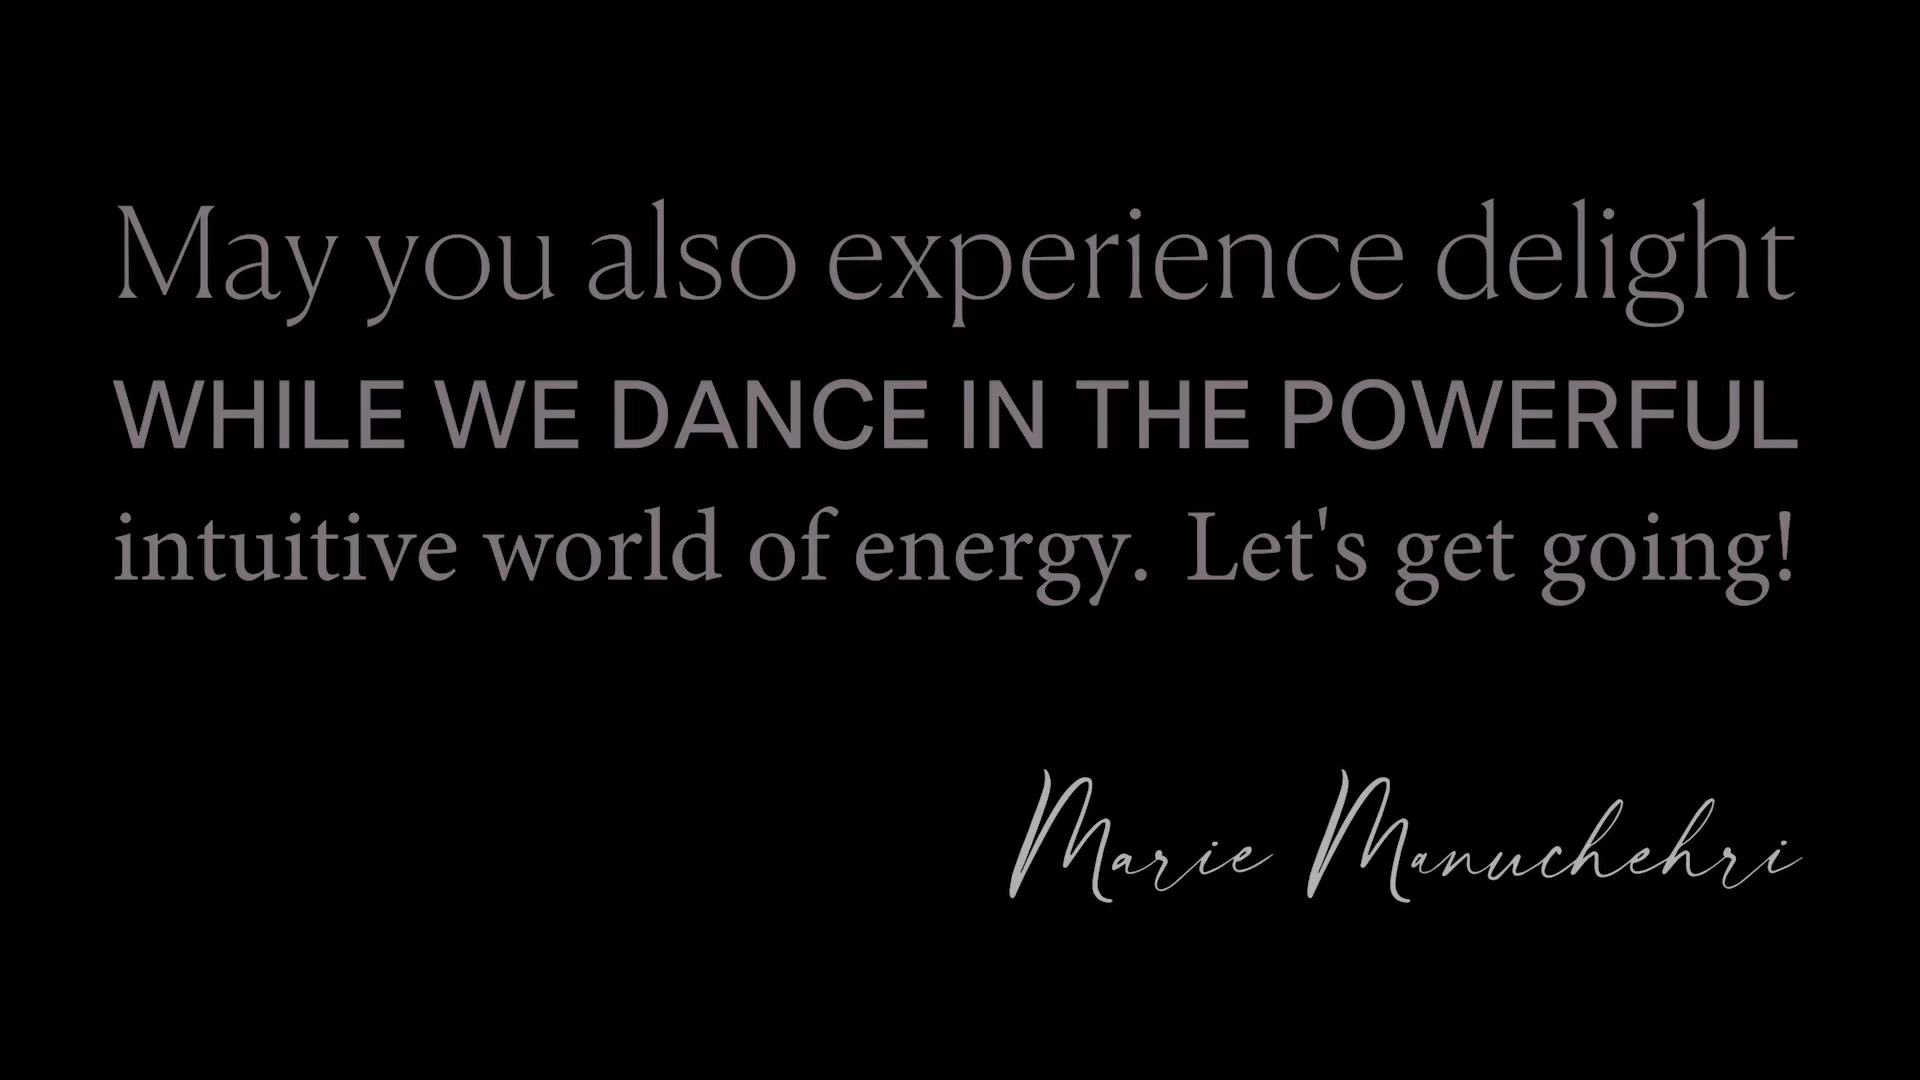 May you also experience delight
WHILE WE DANCE IN THE POWERFUL
intuitive world of energy. Let's get going!
Marie Manuchehri